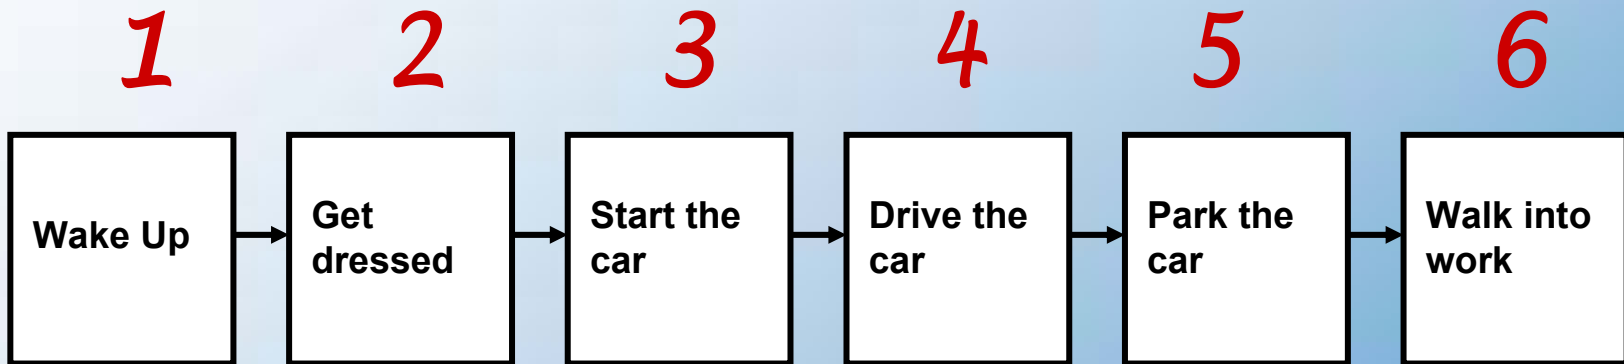 1 2 3 4 5 6
Wake Up
Get
dressed
Start the
car
Drive the
car
Park the
car
Walk into
work